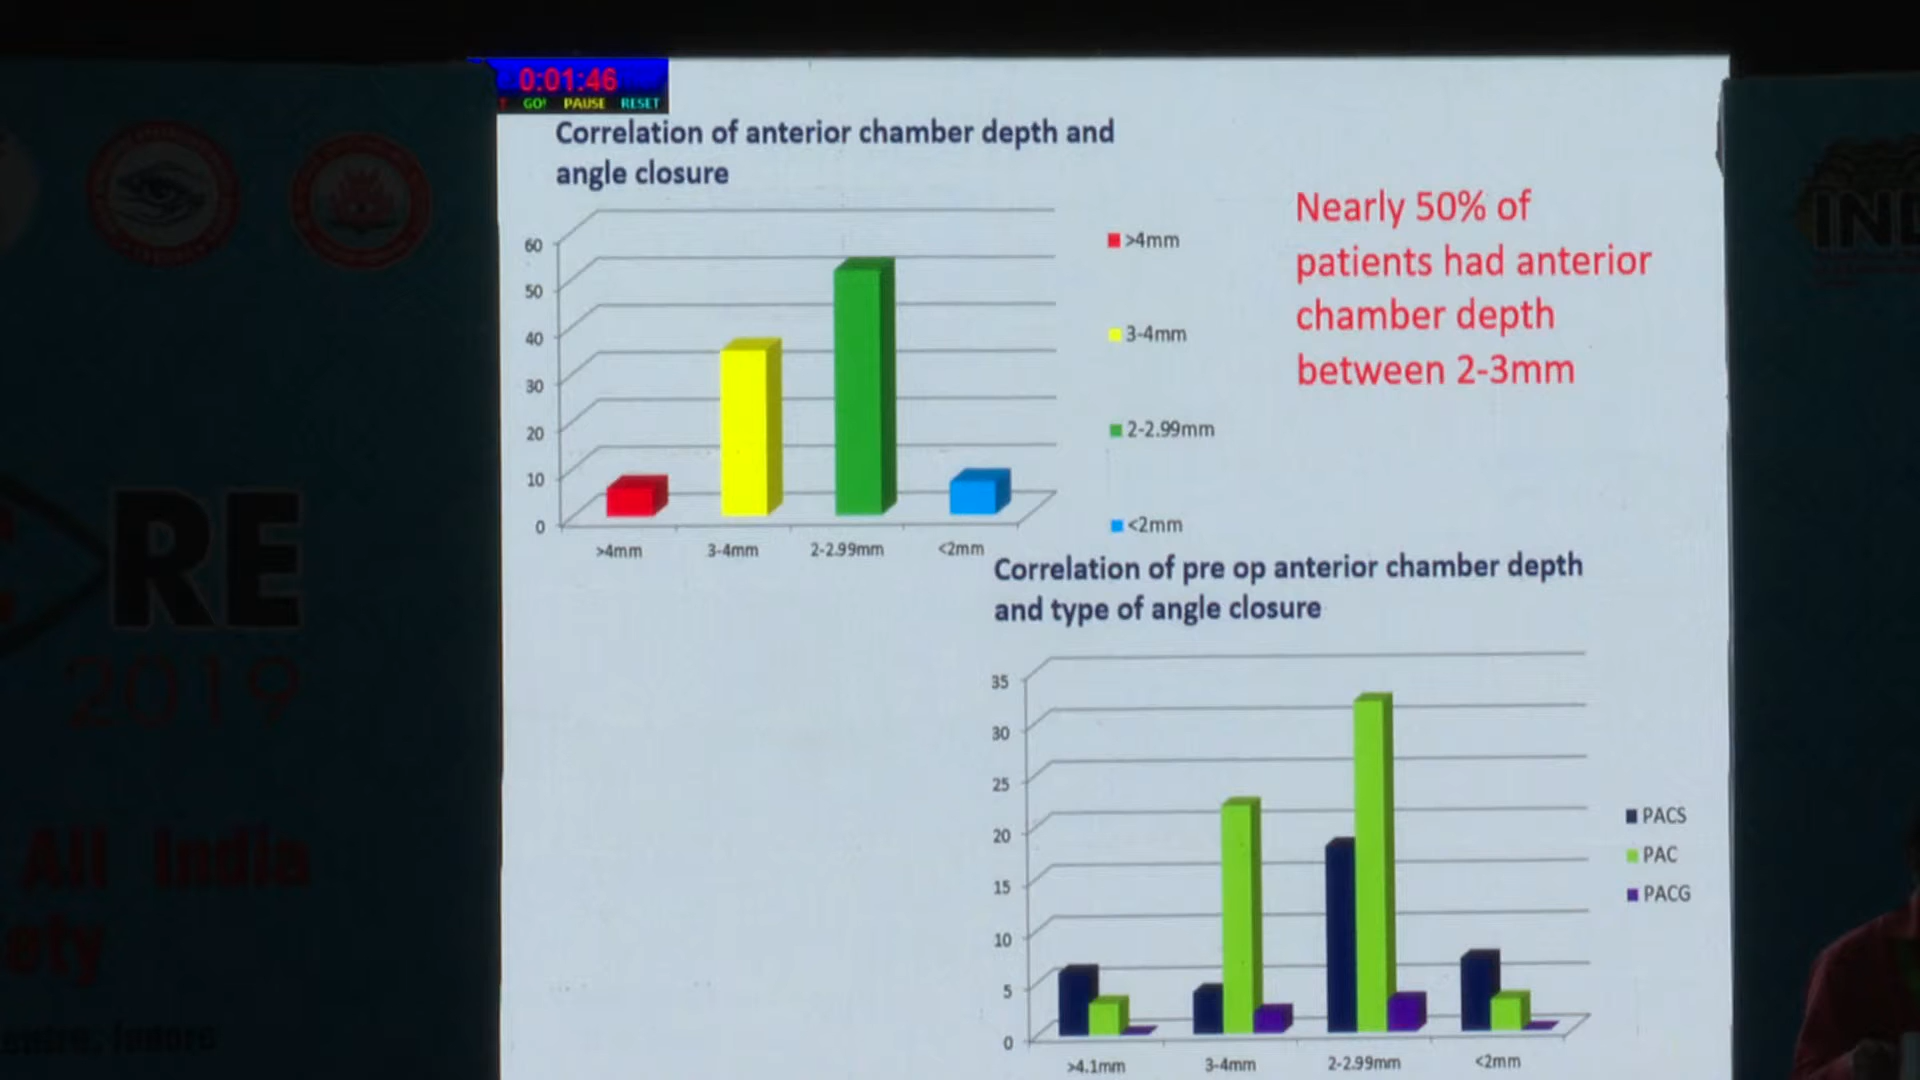 0:01:46
GO! PAUSE RESET
Correlation of anterior chamber depth and
angle closure
60
50
40
30
20
10
0
>4mm 3-4mm 2-2.99mm <2mm
>4mm
3-4mm
2-2.99mm
<2mm
Nearly 50% of
patients had anterior
chamber depth
between 2-3mm
Correlation of pre op anterior chamber depth
and type of angle closure
35
30
25
20
15
10
5
0
>4.1mm 3-4mm 2-2.99mm <2mm
PACS
PAC
PACG
RE
2019
All India
ety
IND